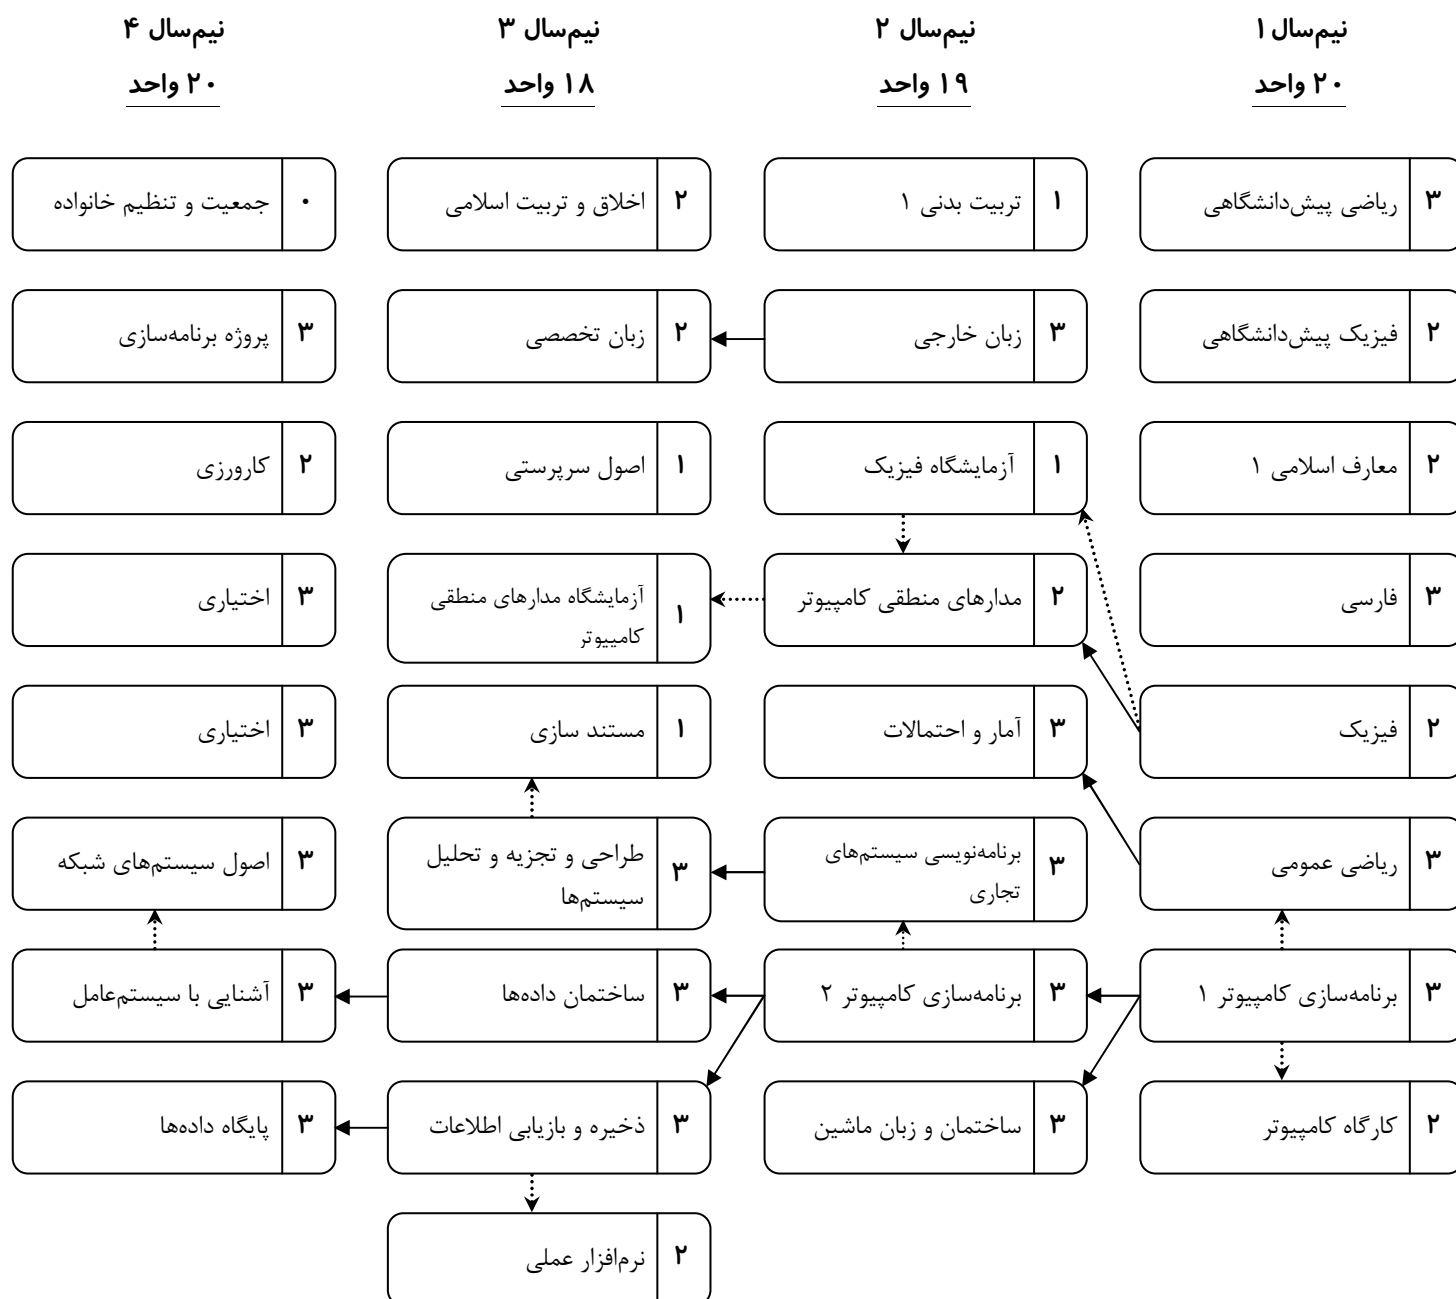 نیم‌سال ۱
۲۰ واحد
۳ ریاضی پیش‌دانشگاهی
۲ فیزیک پیش‌دانشگاهی
۲ معارف اسلامی ۱
۳ فارسی
۲ فیزیک
۳ ریاضی عمومی
۳ برنامه‌سازی کامپیوتر ۱
۲ کارگاه کامپیوتر
نیم‌سال ۲
۱۹ واحد
۱ تربیت بدنی ۱
۳ زبان خارجی
۱ آزمایشگاه فیزیک
۲ مدارهای منطقی کامپیوتر
۳ آمار و احتمالات
۳ برنامه‌نویسی سیستم‌های
تجاری
۳ برنامه‌سازی کامپیوتر ۲
۳ ساختمان و زبان ماشین
نیم‌سال ۳
۱۸ واحد
۲ اخلاق و تربیت اسلامی
۲ زبان تخصصی
۱ اصول سرپرستی
۱ آزمایشگاه مدارهای منطقی
کامپیوتر
۱ مستند سازی
۳ طراحی و تجزیه و تحلیل
سیستم‌ها
۳ ساختمان داده‌ها
۳ ذخیره و بازیابی اطلاعات
۲ نرم‌افزار عملی
نیم‌سال ۴
۲۰ واحد
۰ جمعیت و تنظیم خانواده
۳ پروژه برنامه‌سازی
۲ کارورزی
۳ اختیاری
۳ اختیاری
۳ اصول سیستم‌های شبکه
۳ آشنایی با سیستم‌عامل
۳ پایگاه داده‌ها